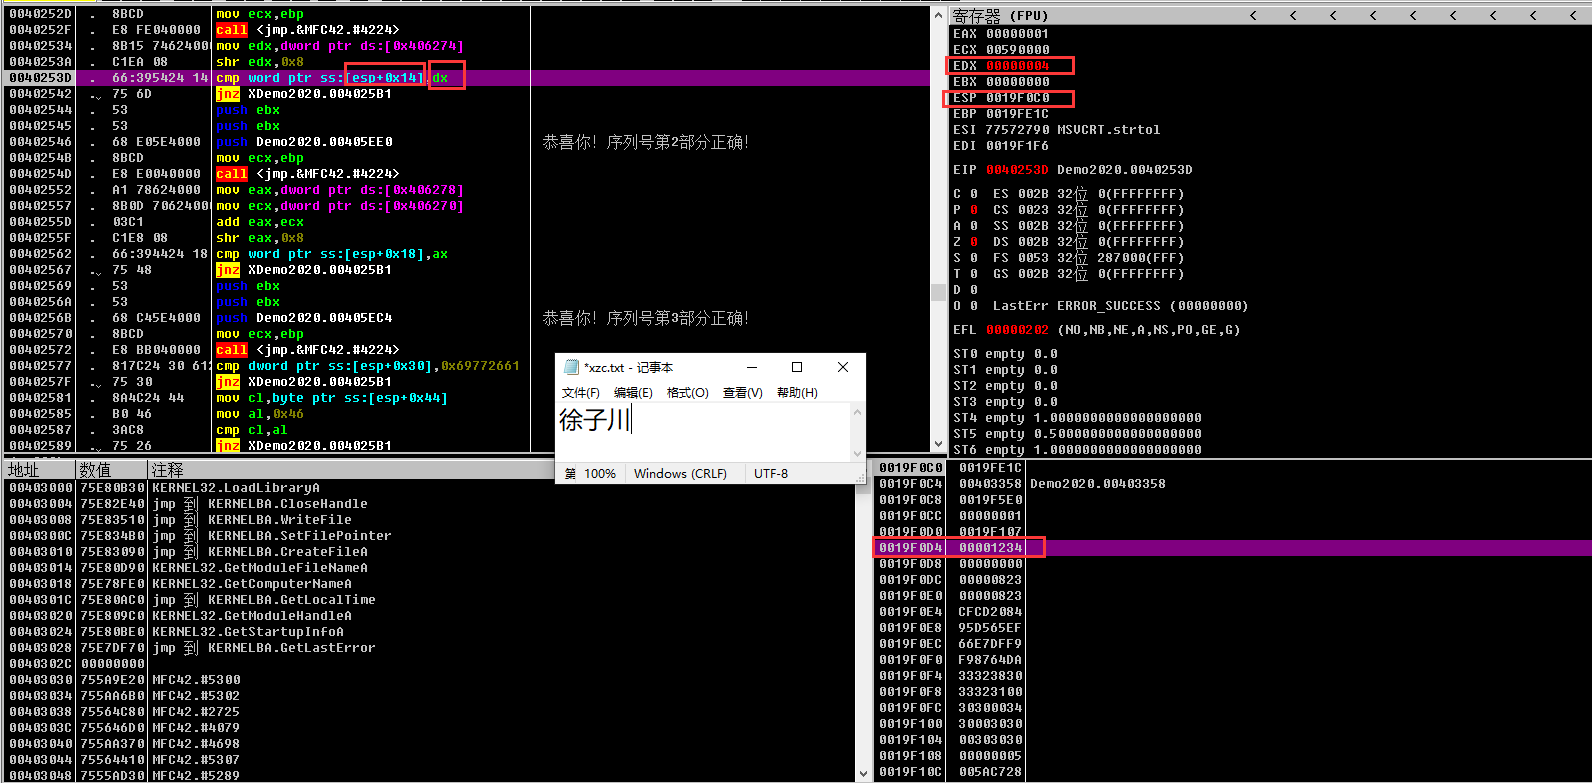 0040252D . 8BCD mov ecx,ebp
0040252F . E8 FE040000 call <jmp.&MFC42.#4224>
00402534 . 8B15 74624000 mov edx,dword ptr ds:[0x406274]
0040253A . C1EA 08 shr edx,0x8
0040253D . 66:395424 14 cmp word ptr ss:[esp+0x14],dx
00402542 . 75 6D jnz XDemo2020.004025B1
00402544 . 53 push ebx
00402545 . 53 push ebx
00402546 . 68 E05E4000 push Demo2020.00405EE0 恭喜你！序列号第2部分正确！
0040254B . 8BCD mov ecx,ebp
0040254D . E8 E0040000 call <jmp.&MFC42.#4224>
00402552 . A1 78624000 mov eax,dword ptr ds:[0x406278]
00402557 . 8B0D 70624000 mov ecx,dword ptr ds:[0x406270]
0040255D . 03C1 add eax,ecx
0040255F . C1E8 08 shr eax,0x8
00402562 . 66:394424 18 cmp word ptr ss:[esp+0x18],ax
00402567 . 75 48 jnz XDemo2020.004025B1
00402569 . 53 push ebx
0040256A . 53 push ebx
0040256B . 68 C45E4000 push Demo2020.00405EC4 恭喜你！序列号第3部分正确！
00402570 . 8BCD mov ecx,ebp
00402572 . E8 BB040000 call <jmp.&MFC42.#4224>
00402577 . 817C24 30 612 cmp dword ptr ss:[esp+0x30],0x69772661
0040257F . 75 30 jnz XDemo2020.004025B1
00402581 . 8A4C24 44 mov cl,byte ptr ss:[esp+0x44]
00402585 . B0 46 mov al,0x46
00402587 . 3AC8 cmp cl,al
00402589 . 75 26 jnz XDemo2020.004025B1
寄存器 (FPU) < < < < < < < < <
EAX 00000001
ECX 00590000
EDX 00000004
EBX 00000000
ESP 0019F0C0
EBP 0019FE1C
ESI 77572790 MSVCRT.strtol
EDI 0019F1F6
EIP 0040253D Demo2020.0040253D
C 0 ES 002B 32位 0(FFFFFFFF)
P 0 CS 0023 32位 0(FFFFFFFF)
A 0 SS 002B 32位 0(FFFFFFFF)
Z 0 DS 002B 32位 0(FFFFFFFF)
S 0 FS 0053 32位 287000(FFF)
T 0 GS 002B 32位 0(FFFFFFFF)
D 0
O 0 LastErr ERROR_SUCCESS (00000000)
EFL 00000202 (NO,NB,NE,A,NS,PO,GE,G)
ST0 empty 0.0
ST1 empty 0.0
ST2 empty 0.0
ST3 empty 0.0
ST4 empty 1.0000000000000000000
ST5 empty 0.5000000000000000000
ST6 empty 1.0000000000000000000
*xzc.txt - 记事本
文件(F) 编辑(E) 格式(O) 查看(V) 帮助(H)
徐子川
第 100% Windows (CRLF) UTF-8
地址 数值 注释
00403000 75E80B30 KERNEL32.LoadLibraryA
00403004 75E82E40 jmp 到 KERNELBA.CloseHandle
00403008 75E83510 jmp 到 KERNELBA.WriteFile
0040300C 75E834B0 jmp 到 KERNELBA.SetFilePointer
00403010 75E83090 jmp 到 KERNELBA.CreateFileA
00403014 75E80D90 KERNEL32.GetModuleFileNameA
00403018 75E78FE0 KERNEL32.GetComputerNameA
0040301C 75E80AC0 jmp 到 KERNELBA.GetLocalTime
00403020 75E809C0 KERNEL32.GetModuleHandleA
00403024 75E80BE0 KERNEL32.GetStartupInfoA
00403028 75E7DF70 jmp 到 KERNELBA.GetLastError
0040302C 00000000
00403030 755A9E20 MFC42.#5300
00403034 755AA6B0 MFC42.#5302
00403038 75564C80 MFC42.#2725
0040303C 755646D0 MFC42.#4079
00403040 755AA370 MFC42.#4698
00403044 75564410 MFC42.#5307
00403048 7555AD30 MFC42.#5289
0019F0C0 0019FE1C
0019F0C4 00403358 Demo2020.00403358
0019F0C8 0019F5E0
0019F0CC 00000001
0019F0D0 0019F107
0019F0D4 00001234
0019F0D8 00000000
0019F0DC 00000823
0019F0E0 00000823
0019F0E4 CFCD2084
0019F0E8 95D565EF
0019F0EC 66E7DFF9
0019F0F0 F98764DA
0019F0F4 33323830
0019F0F8 33323100
0019F0FC 30300034
0019F100 30003030
0019F104 00303030
0019F108 00000005
0019F10C 005AC728